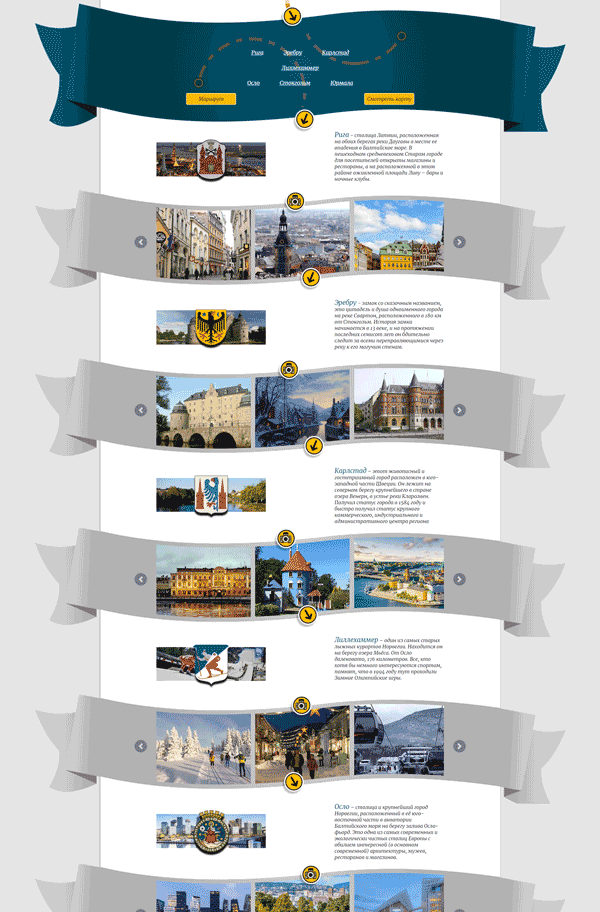 Рига Эребру Карлстад
Лиллехаммер
Осло Стокгольм Юрмала
Маршруте Смотреть карту
Рига – столица Латвии, расположенная
на обоих берегах реки Даугавы в месте ее
впадения в Балтийское море. В
пешеходном средневековом Старом городе
для посетителей открыты магазины и
рестораны, а на расположенной в этом
районе оживленной площади Ливу – бары и
ночные клубы.
Эребру – замок со сказочным названием,
это цитадель и душа одноименного города
на реке Свартон, расположенного в 180 км
от Стокгольм. История замка
начинается в 13 веке, и на протяжении
последних семисот лет он бдительно
следит за всеми переправляющимися через
реку к его могучим стенам.
Карлстад – этот живописный и
гостеприимный город расположен в юго-
западной части Швеции. Он лежит на
северном берегу крупнейшего в стране
озера Венерн, в устье реки Кларэльвен.
Получил статус города в 1584 году и
быстро получил статус крупного
коммерческого, индустриального и
административного центра региона
Лиллехаммер – один из самых старых
лыжных курортов Норвегии. Находится он
на берегу озера Мьёса. От Осло
далековато, 176 километров. Все, кто
хотя бы немного интересуются спортом,
помнят, что в 1994 году тут проходили
Зимние Олимпийские игры.
Осло – столица и крупнейший город
Норвегии, расположенный в её юго-
восточной части в акватории
Балтийского моря на берегу залива Осло-
фьорд. Это одна из самых современных и
экологически чистых столиц Европы с
обилием интересной (в основном
современной) архитектуры, музеев,
ресторанов и магазинов.